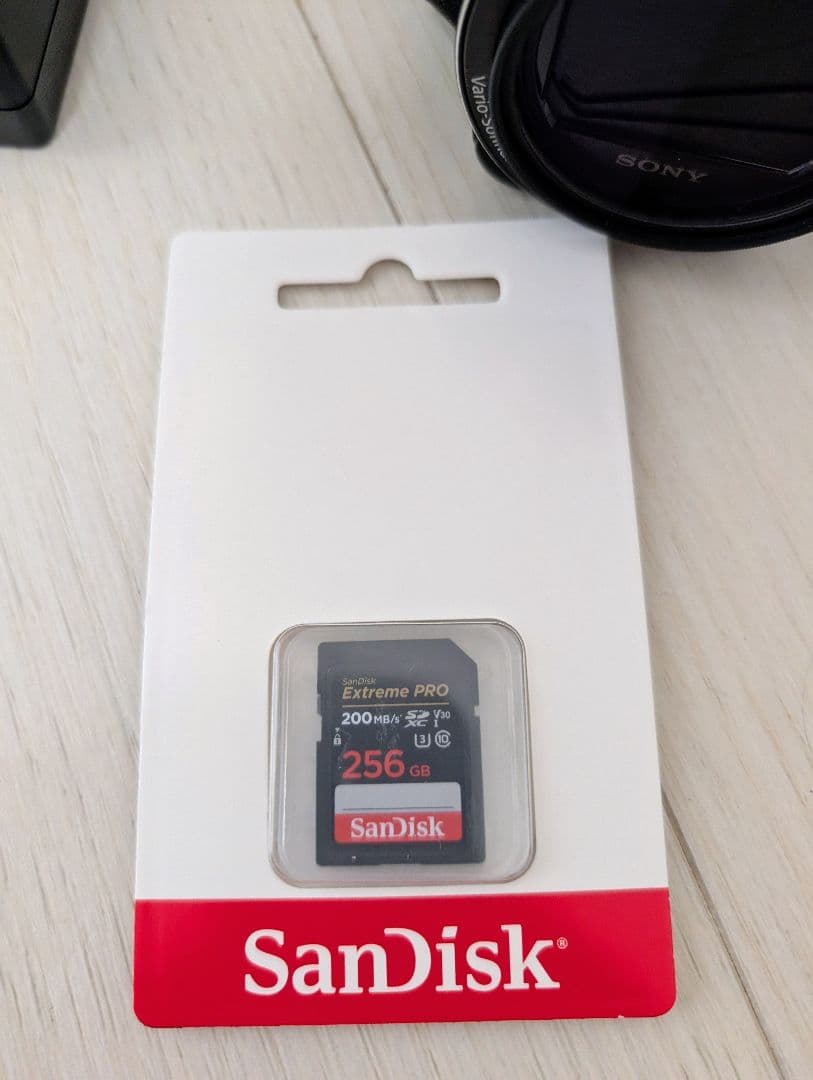 SONY
SanDisk
Extreme PRO
200MB/s* SD XC I V30
U3 10
256 GB
SanDisk
SanDisk®